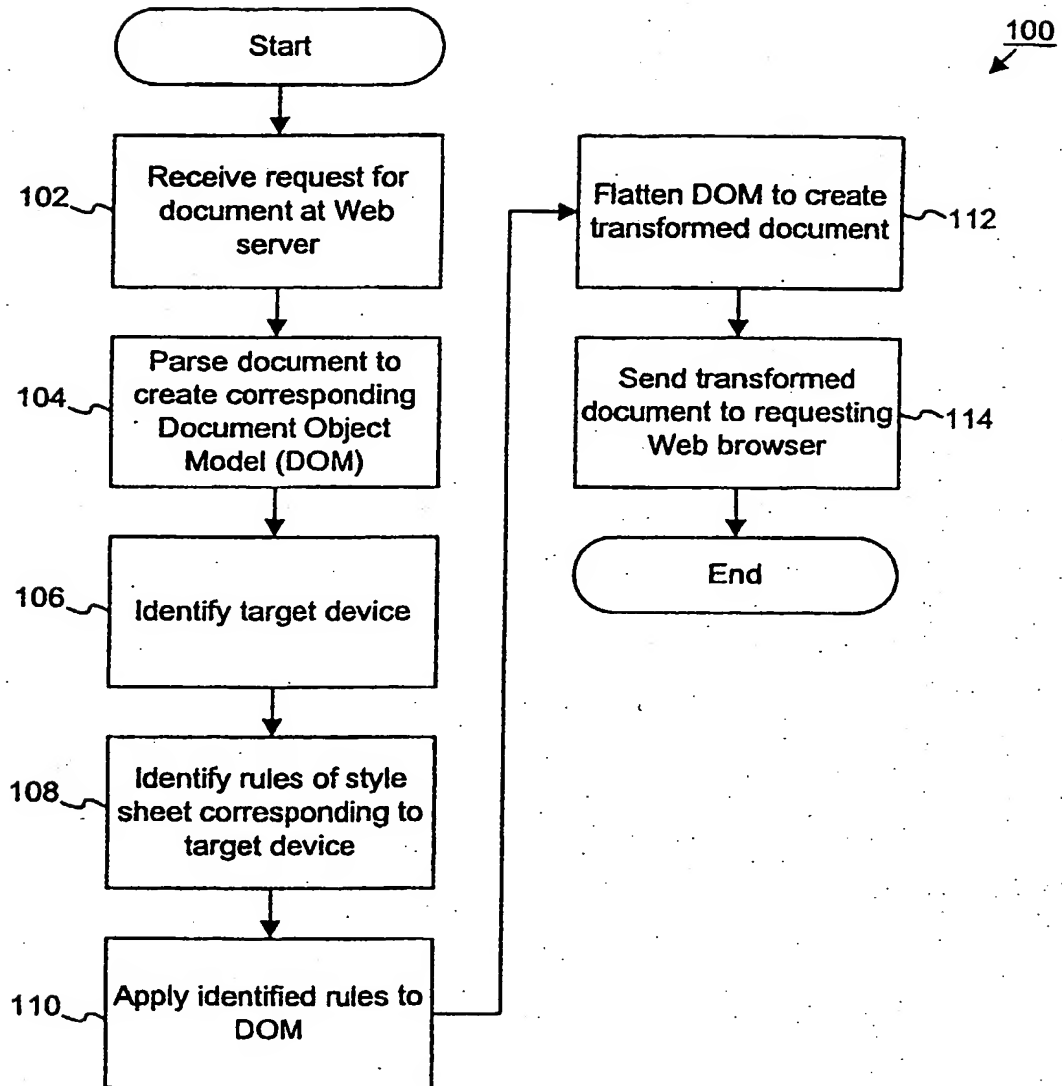 Start
100
102
Receive request for
document at Web
server
104
Parse document to
create corresponding
Document Object
Model (DOM)
106
Identify target device
108
Identify rules of style
sheet corresponding to
target device
110
Apply identified rules to
DOM
Flatten DOM to create
transformed document
112
Send transformed
document to requesting
Web browser
114
End